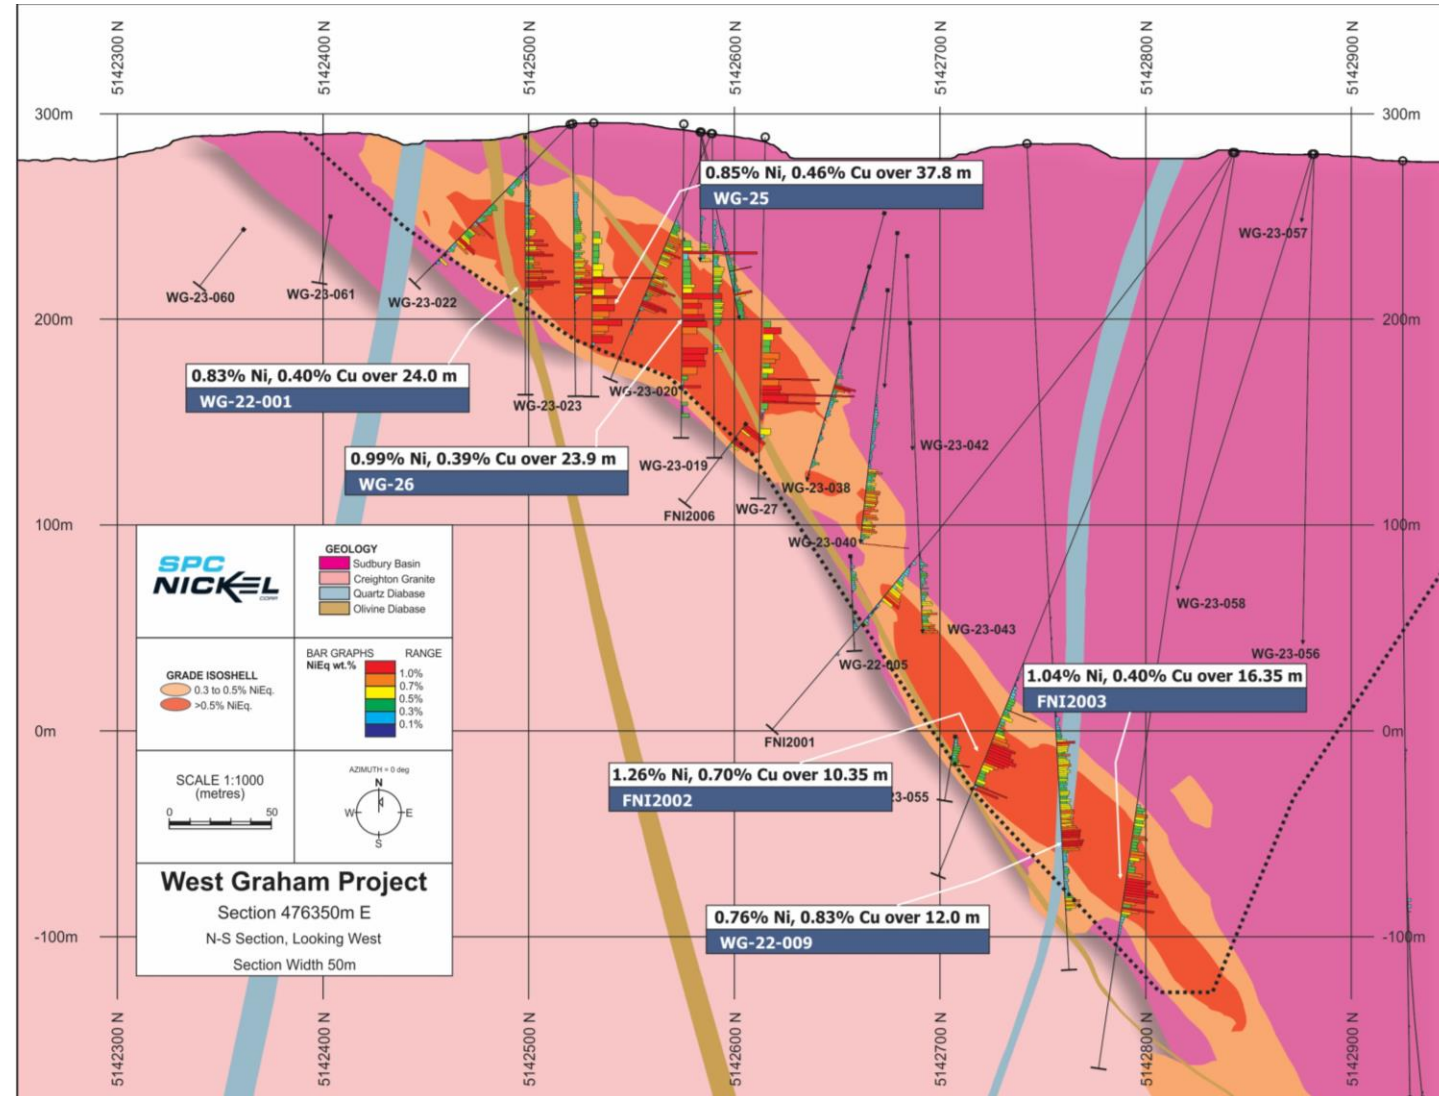 5142300 N
5142400 N
5142500 N
5142600 N
5142700 N
5142800 N
5142900 N
300m
300m
0.85% Ni, 0.46% Cu over 37.8 m
WG-25
WG-23-057
WG-23-060
WG-23-061
WG-23-022
200m
200m
0.83% Ni, 0.40% Cu over 24.0 m
WG-22-001
WG-23-020
WG-23-023
WG-23-042
0.99% Ni, 0.39% Cu over 23.9 m
WG-26
WG-23-019
WG-23-038
WG-27
FNI2006
100m
100m
WG-23-040
SPC
NICKEL
CORP
GEOLOGY
Sudbury Basin
Creighton Granite
Quartz Diabase
Olivine Diabase
WG-23-058
WG-23-043
WG-23-056
WG-22-005
BAR GRAPHS
NiEq wt.%
RANGE
1.0%
0.7%
0.5%
0.3%
0.1%
GRADE ISOSHELL
0.3 to 0.5% NiEq.
>0.5% NiEq.
1.04% Ni, 0.40% Cu over 16.35 m
FNI2003
0m
0m
FNI2001
1.26% Ni, 0.70% Cu over 10.35 m
FNI2002
23-055
SCALE 1:1000
(metres)
0 50
AZIMUTH = 0 deg
N
W E
S
West Graham Project
Section 476350m E
N-S Section, Looking West
Section Width 50m
0.76% Ni, 0.83% Cu over 12.0 m
WG-22-009
-100m
-100m
5142300 N
5142400 N
5142500 N
5142600 N
5142700 N
5142800 N
5142900 N